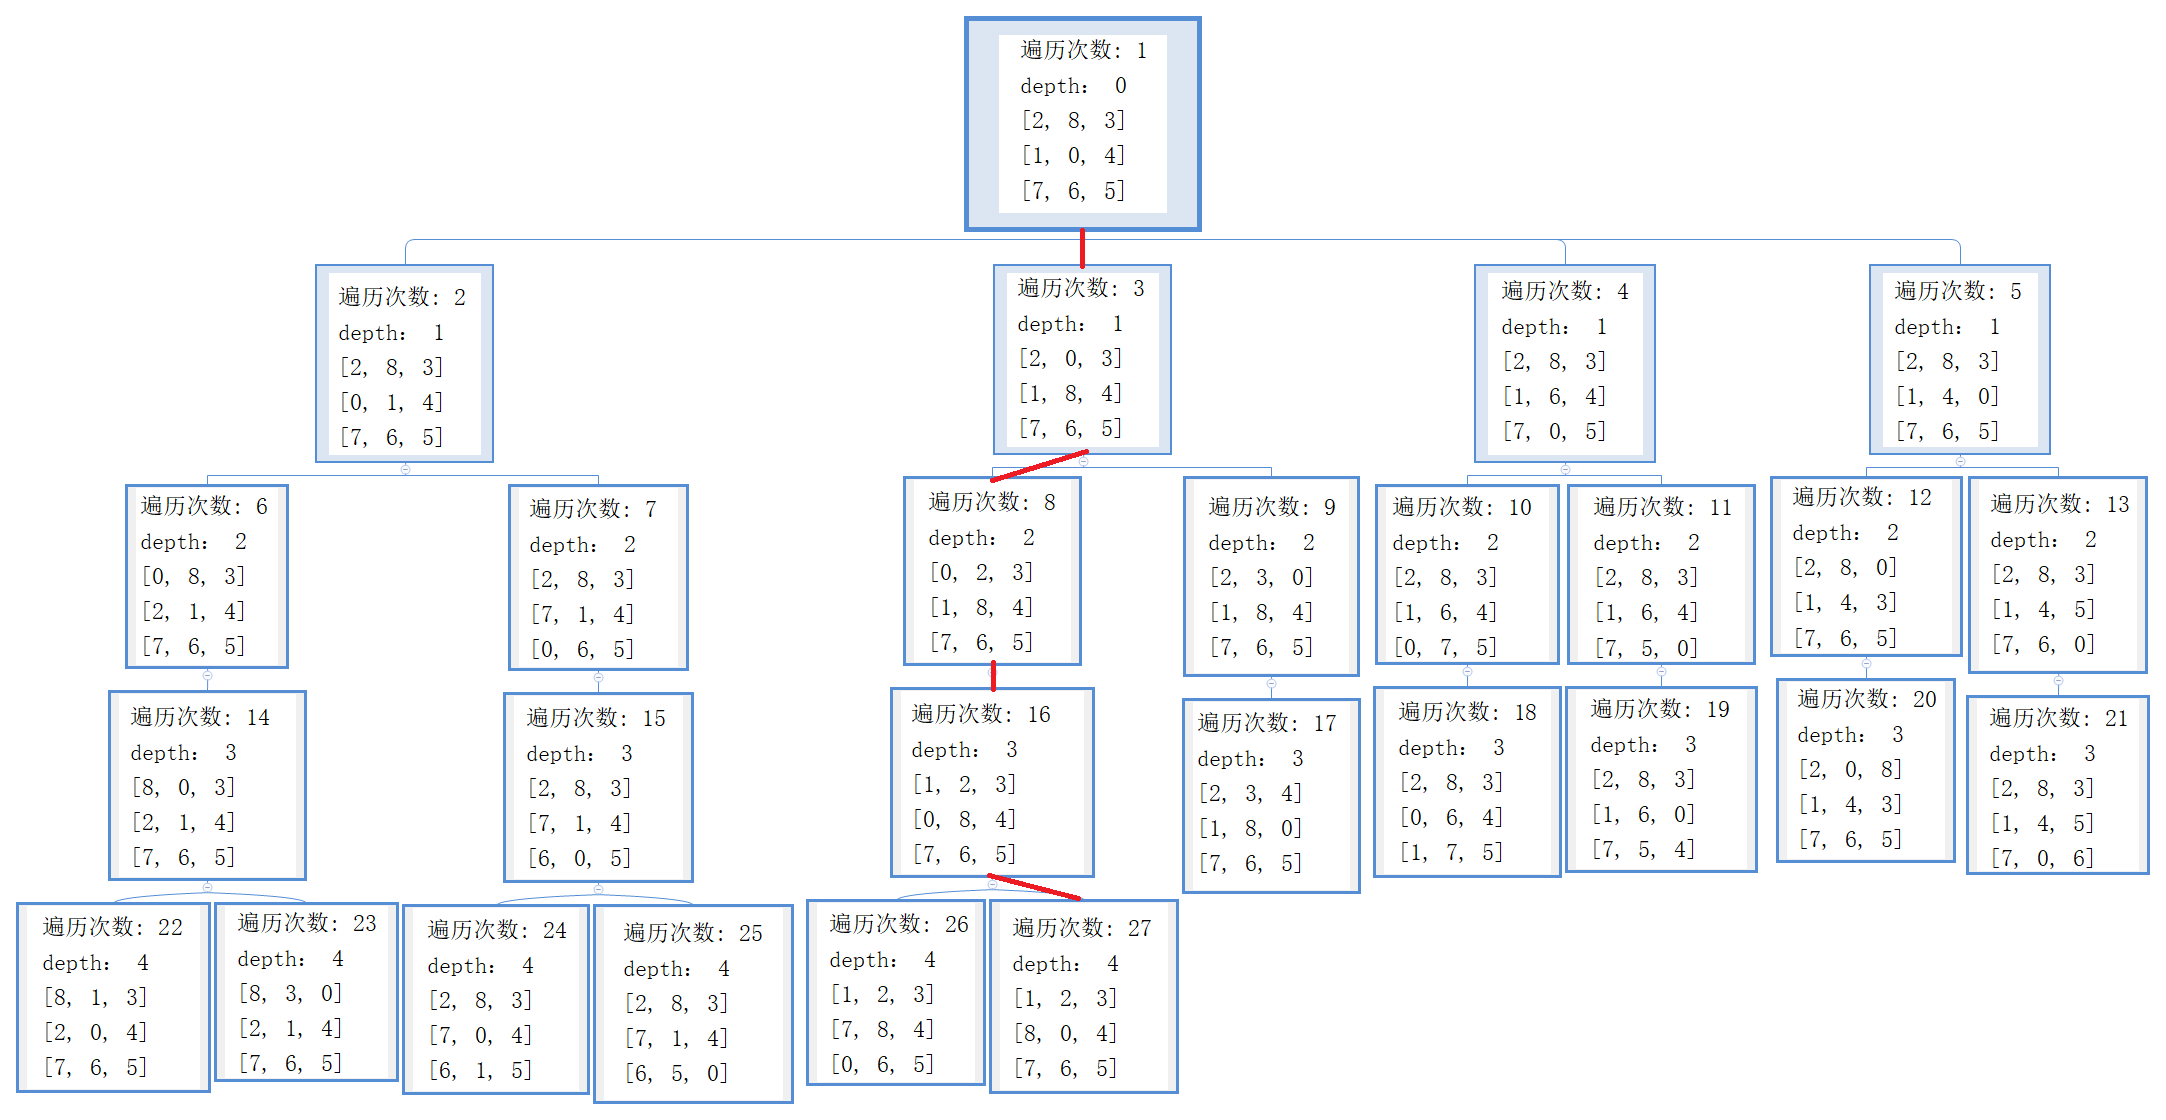 遍历次数: 1
depth: 0
[2, 8, 3]
[1, 0, 4]
[7, 6, 5]
遍历次数: 2
depth: 1
[2, 8, 3]
[0, 1, 4]
[7, 6, 5]
遍历次数: 3
depth: 1
[2, 0, 3]
[1, 8, 4]
[7, 6, 5]
遍历次数: 4
depth: 1
[2, 8, 3]
[1, 6, 4]
[7, 0, 5]
遍历次数: 5
depth: 1
[2, 8, 3]
[1, 4, 0]
[7, 6, 5]
遍历次数: 6
depth: 2
[0, 8, 3]
[2, 1, 4]
[7, 6, 5]
遍历次数: 7
depth: 2
[2, 8, 3]
[7, 1, 4]
[0, 6, 5]
遍历次数: 8
depth: 2
[0, 2, 3]
[1, 8, 4]
[7, 6, 5]
遍历次数: 9
depth: 2
[2, 3, 0]
[1, 8, 4]
[7, 6, 5]
遍历次数: 10
depth: 2
[2, 8, 3]
[1, 6, 4]
[0, 7, 5]
遍历次数: 11
depth: 2
[2, 8, 3]
[1, 6, 4]
[7, 5, 0]
遍历次数: 12
depth: 2
[2, 8, 0]
[1, 4, 3]
[7, 6, 5]
遍历次数: 13
depth: 2
[2, 8, 3]
[1, 4, 5]
[7, 6, 0]
遍历次数: 14
depth: 3
[8, 0, 3]
[2, 1, 4]
[7, 6, 5]
遍历次数: 15
depth: 3
[2, 8, 3]
[7, 1, 4]
[6, 0, 5]
遍历次数: 16
depth: 3
[1, 2, 3]
[0, 8, 4]
[7, 6, 5]
遍历次数: 17
depth: 3
[2, 3, 4]
[1, 8, 0]
[7, 6, 5]
遍历次数: 18
depth: 3
[2, 8, 3]
[0, 6, 4]
[1, 7, 5]
遍历次数: 19
depth: 3
[2, 8, 3]
[1, 6, 0]
[7, 5, 4]
遍历次数: 20
depth: 3
[2, 0, 8]
[1, 4, 3]
[7, 6, 5]
遍历次数: 21
depth: 3
[2, 8, 3]
[1, 4, 5]
[7, 0, 6]
遍历次数: 22
depth: 4
[8, 1, 3]
[2, 0, 4]
[7, 6, 5]
遍历次数: 23
depth: 4
[8, 3, 0]
[2, 1, 4]
[7, 6, 5]
遍历次数: 24
depth: 4
[2, 8, 3]
[7, 0, 4]
[6, 1, 5]
遍历次数: 25
depth: 4
[2, 8, 3]
[7, 1, 4]
[6, 5, 0]
遍历次数: 26
depth: 4
[1, 2, 3]
[7, 8, 4]
[0, 6, 5]
遍历次数: 27
depth: 4
[1, 2, 3]
[8, 0, 4]
[7, 6, 5]